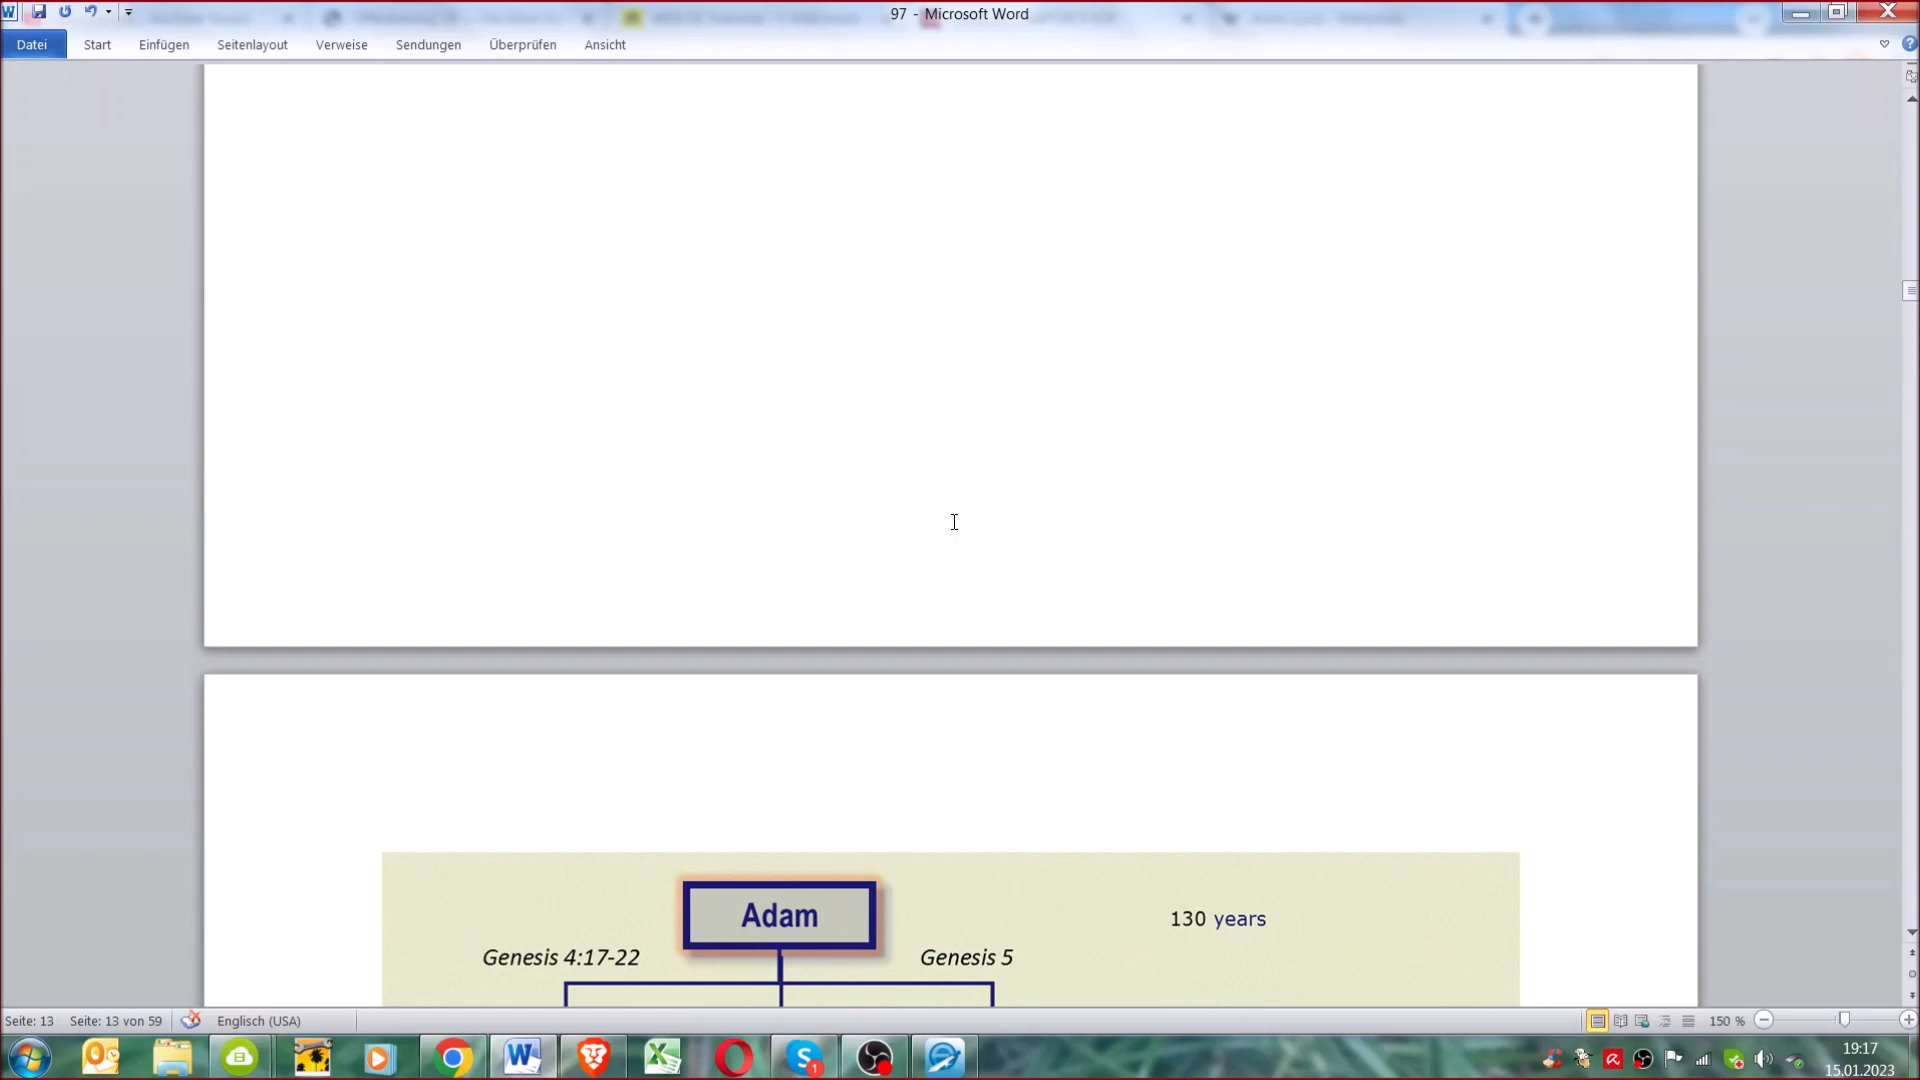 97 - Microsoft Word
Datei Start Einfügen Seitenlayout Verweise Sendungen Überprüfen Ansicht
Adam
130 years
Genesis 4:17-22 Genesis 5
Seite: 13 Seite: 13 von 59 Englisch (USA) 150 %
19:17
15.01.2023